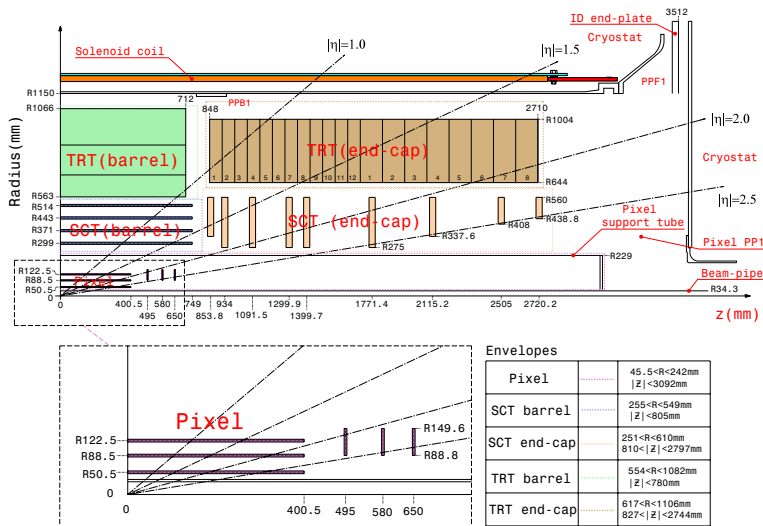 3512
ID end-plate
Cryostat
Solenoid coil
|η|=1.0
|η|=1.5
PPF1
R1150
R1066
712
PPB1
848
2710
R1004
TRT(barrel)
TRT(end-cap)
1 2 3 4 5 6 7 8 9 10 11 12 1 2 3 4 5 6 7 8
|η|=2.0
Cryostat
Radius(mm)
R563
R514
R443
R371
R299
SCT(barrel)
SCT (end-cap)
R644
R560
R438.8
R408
R337.6
R275
|η|=2.5
Pixel
support tube
Pixel PP1
R229
R122.5
R88.5
R50.5
0
Pixel
Beam-pipe
R34.3
0
400.5 580 749 934 1299.9 1771.4 2115.2 2505 2720.2
495 650 853.8 1091.5 1399.7
z(mm)
Pixel
R122.5
R88.5
R50.5
0
R149.6
R88.8
0
400.5 495 580 650
Envelopes
Pixel
45.5<R<242mm
|Z|<3092mm
SCT barrel
255<R<549mm
|Z|<805mm
SCT end-cap
251<R<610mm
810<|Z|<2797mm
TRT barrel
554<R<1082mm
|Z|<780mm
TRT end-cap
617<R<1106mm
827<|Z|<2744mm